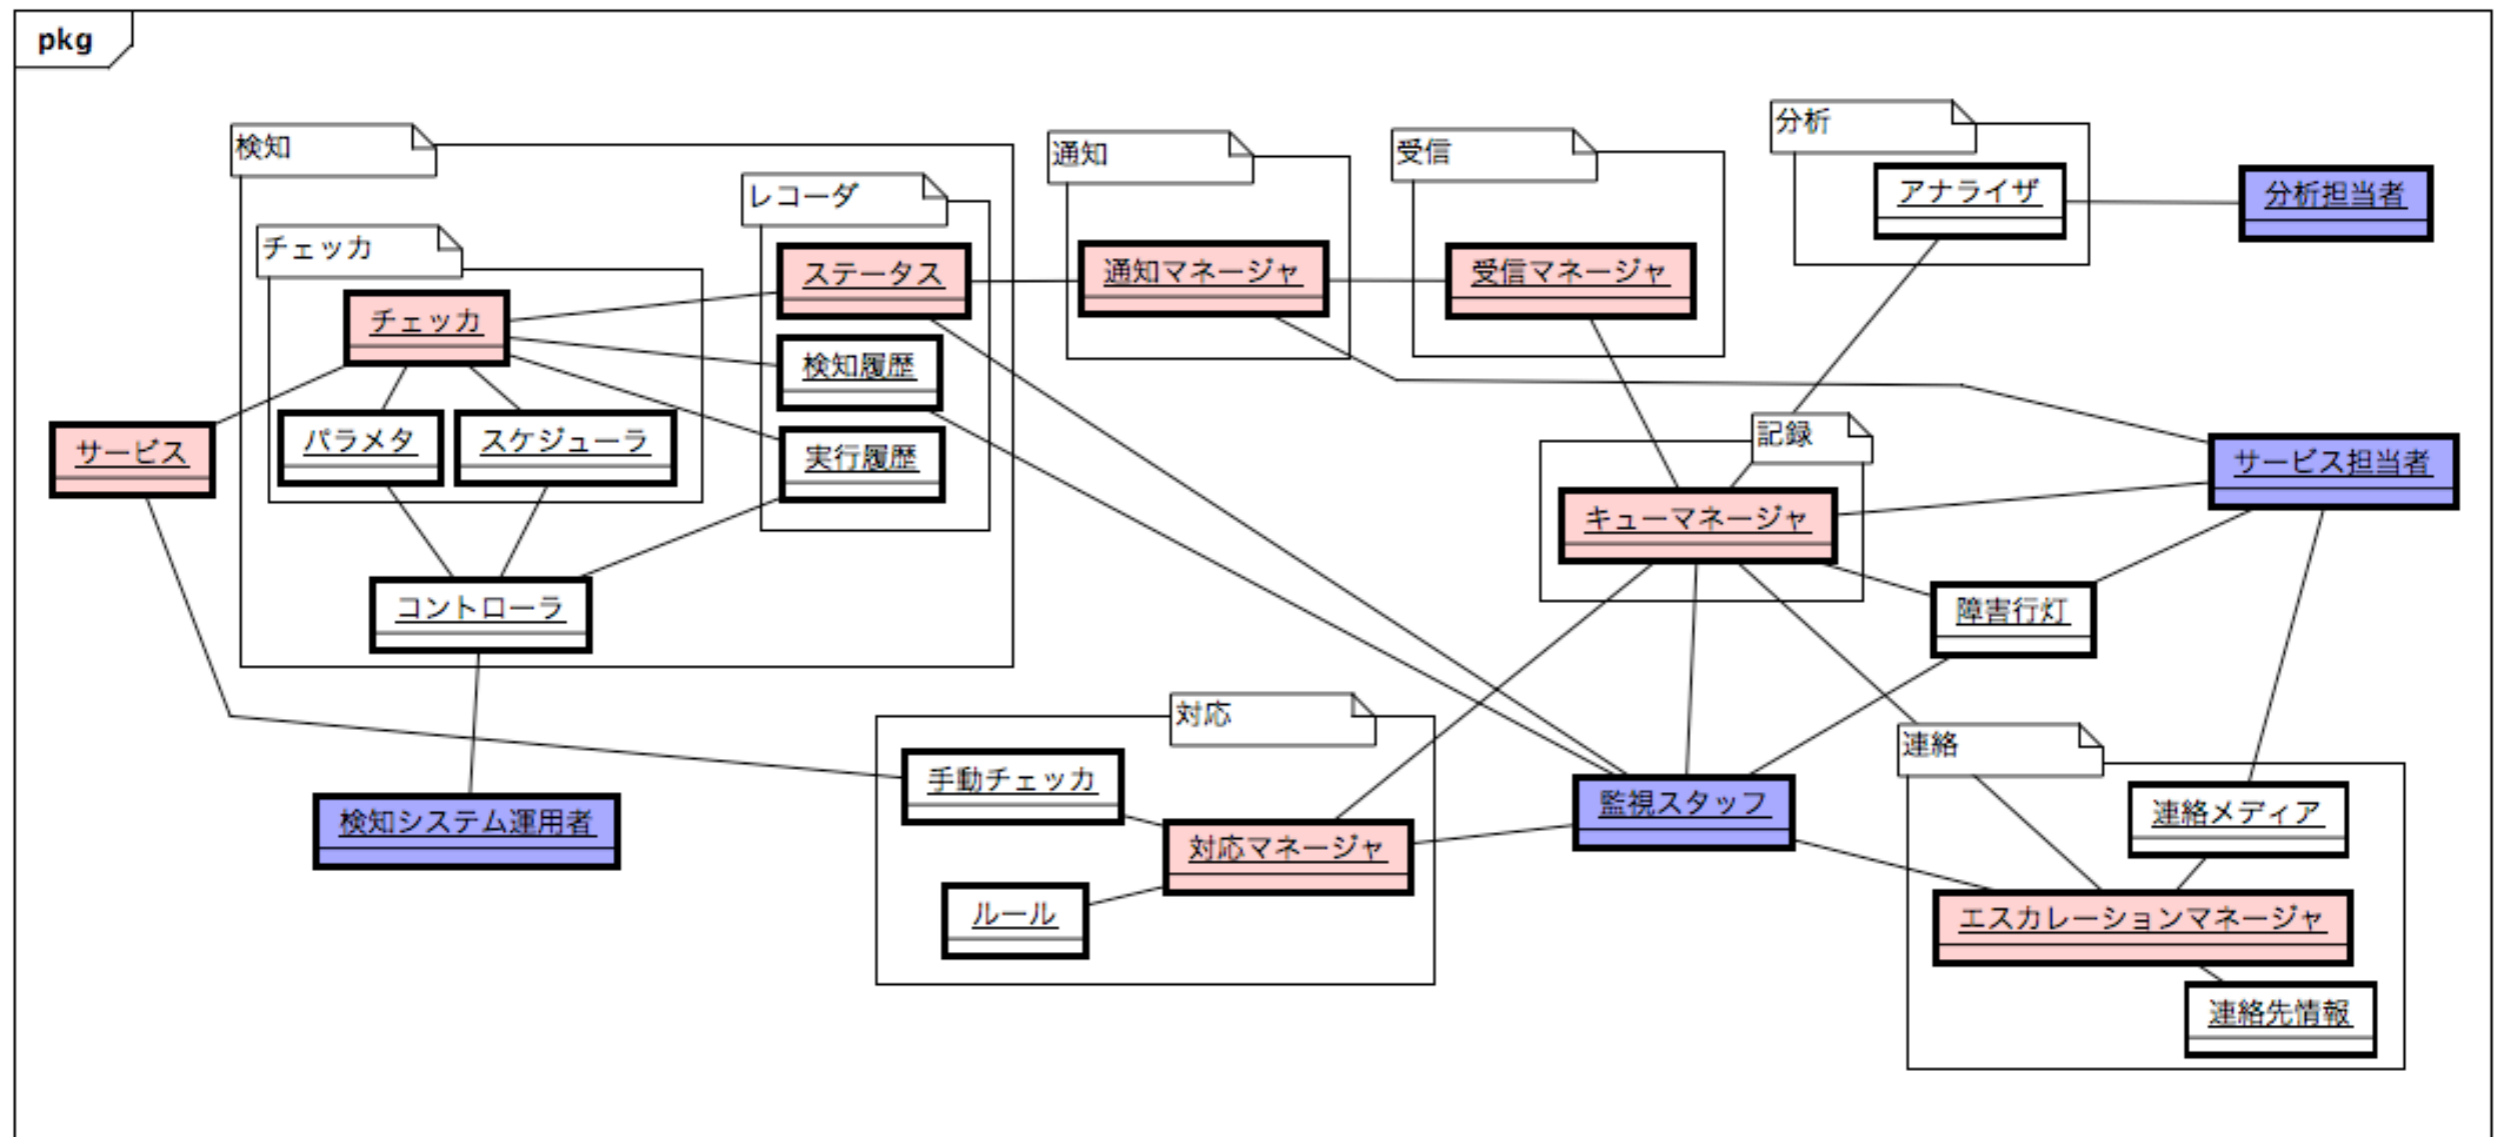 pkg
検知
チェッカ
チェッカ
パラメタ
スケジューラ
サービス
コントローラ
検知システム運用者
レコーダ
ステータス
検知履歴
実行履歴
通知
通知マネージャ
受信
受信マネージャ
分析
アナライザ
分析担当者
記録
キューマネージャ
サービス担当者
障害行灯
対応
手動チェッカ
対応マネージャ
ルール
監視スタッフ
連絡
連絡メディア
エスカレーションマネージャ
連絡先情報